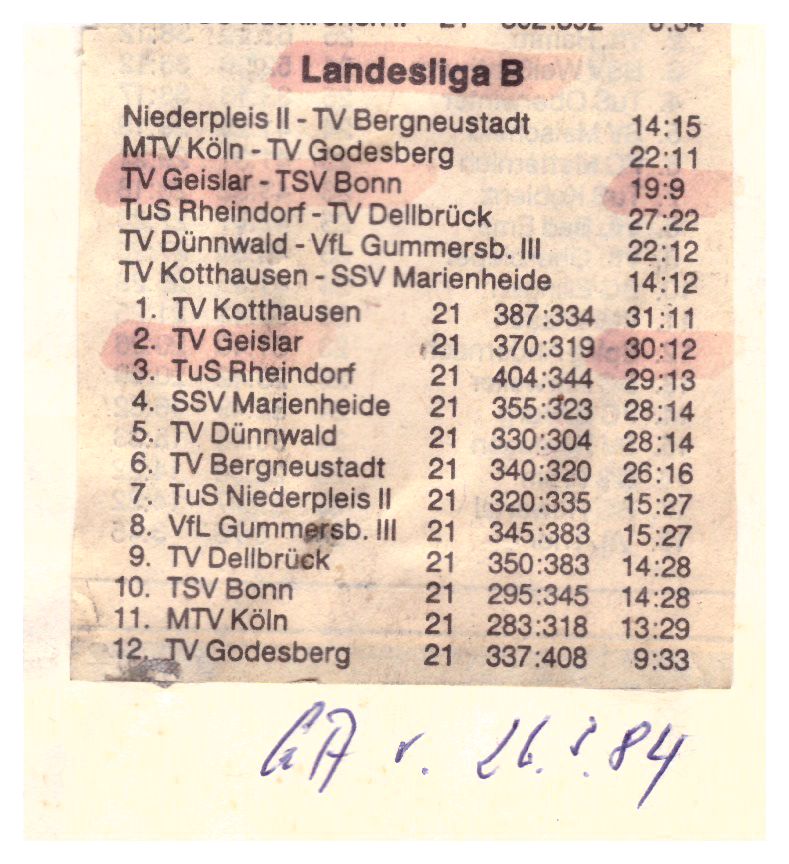 21
Landesliga B
Niederpleis II - TV Bergneustadt 14:15
MTV Köln - TV Godesberg 22:11
TV Geislar - TSV Bonn 19:9
TuS Rheindorf - TV Dellbrück 27:22
TV Dünnwald - VfL Gummersb. III 22:12
TV Kotthausen - SSV Marienheide 14:12
1. TV Kotthausen 21 387:334 31:11
2. TV Geislar 21 370:319 30:12
3. TuS Rheindorf 21 404:344 29:13
4. SSV Marienheide 21 355:323 28:14
5. TV Dünnwald 21 330:304 28:14
6. TV Bergneustadt 21 340:320 26:16
7. TuS Niederpleis II 21 320:335 15:27
8. VfL Gummersb. III 21 345:383 15:27
9. TV Dellbrück 21 350:383 14:28
10. TSV Bonn 21 295:345 14:28
11. MTV Köln 21 283:318 13:29
12. TV Godesberg 21 337:408 9:33
GA v. 26.3.84